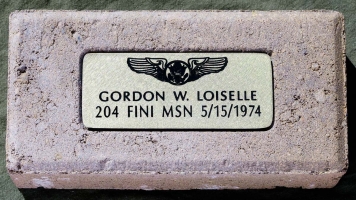 GORDON W. LOISELLE
204 FINI MSN 5/15/1974